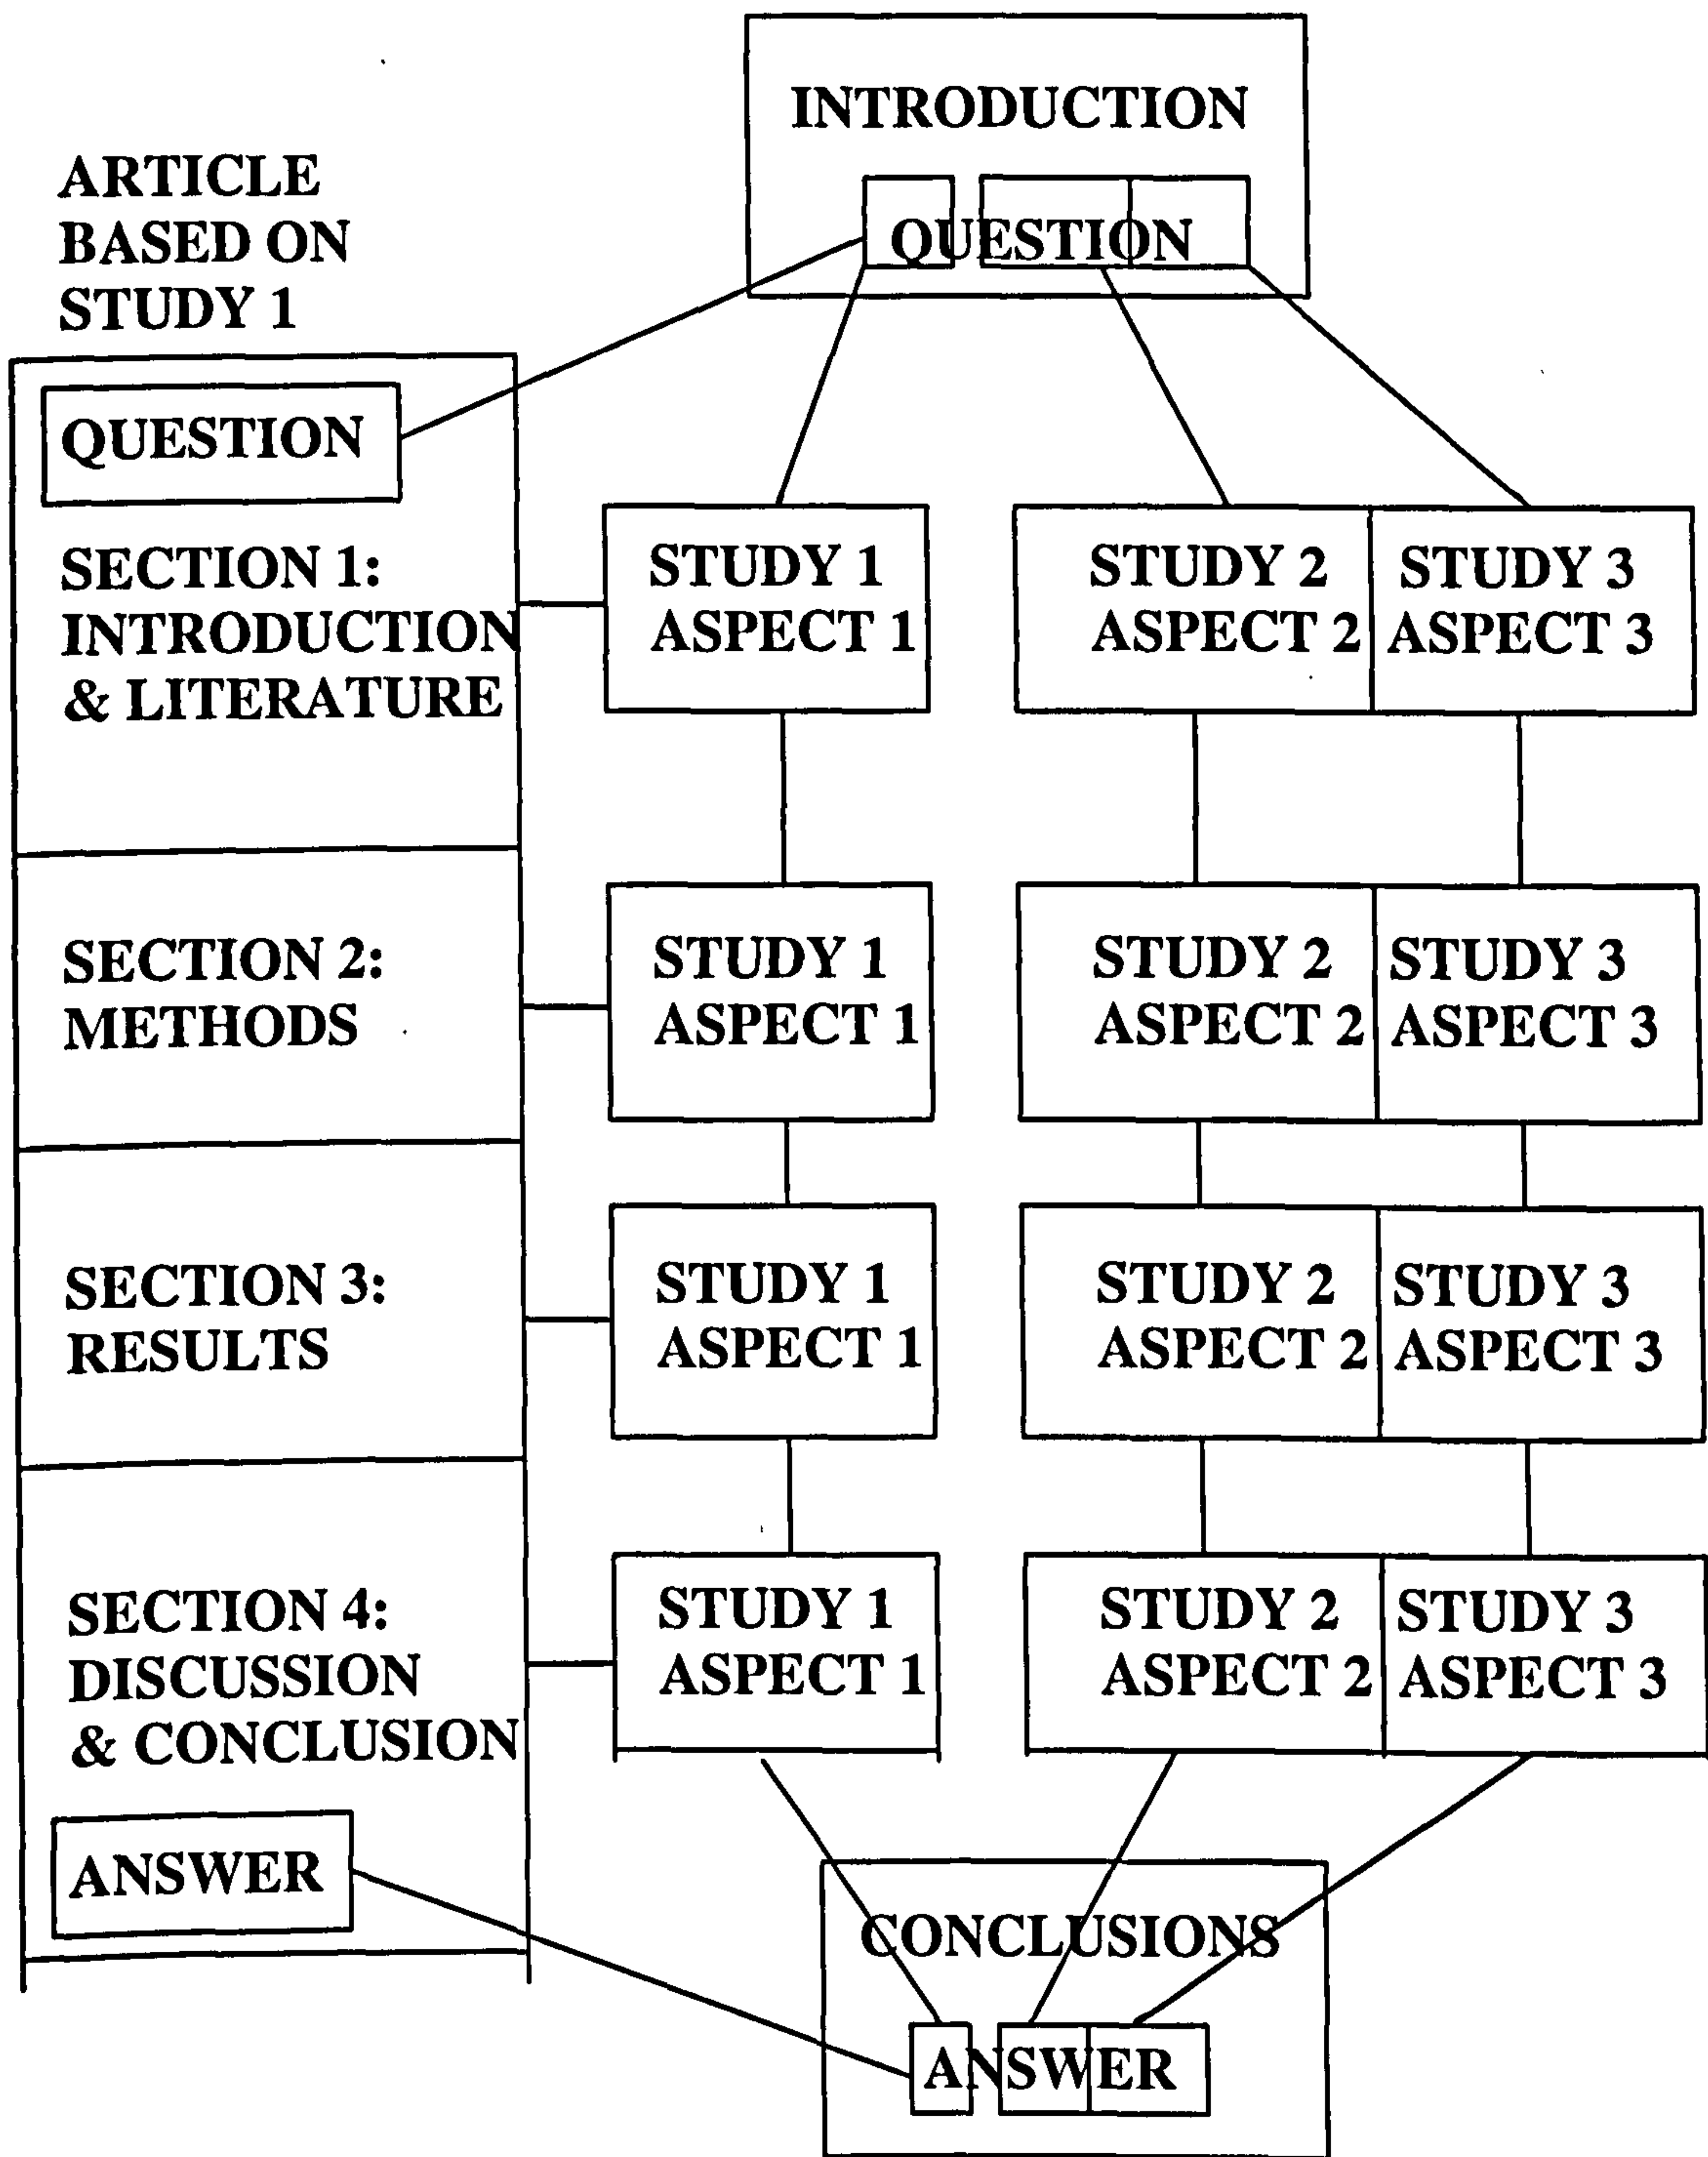 INTRODUCTION
QUESTION
ARTICLE
BASED ON
STUDY 1
QUESTION
SECTION 1:
INTRODUCTION
& LITERATURE
STUDY 1
ASPECT 1
STUDY 2
ASPECT 2
STUDY 3
ASPECT 3
SECTION 2:
METHODS
STUDY 1
ASPECT 1
STUDY 2
ASPECT 2
STUDY 3
ASPECT 3
SECTION 3:
RESULTS
STUDY 1
ASPECT 1
STUDY 2
ASPECT 2
STUDY 3
ASPECT 3
SECTION 4:
DISCUSSION
& CONCLUSION
STUDY 1
ASPECT 1
STUDY 2
ASPECT 2
STUDY 3
ASPECT 3
ANSWER
CONCLUSIONS
ANSWER